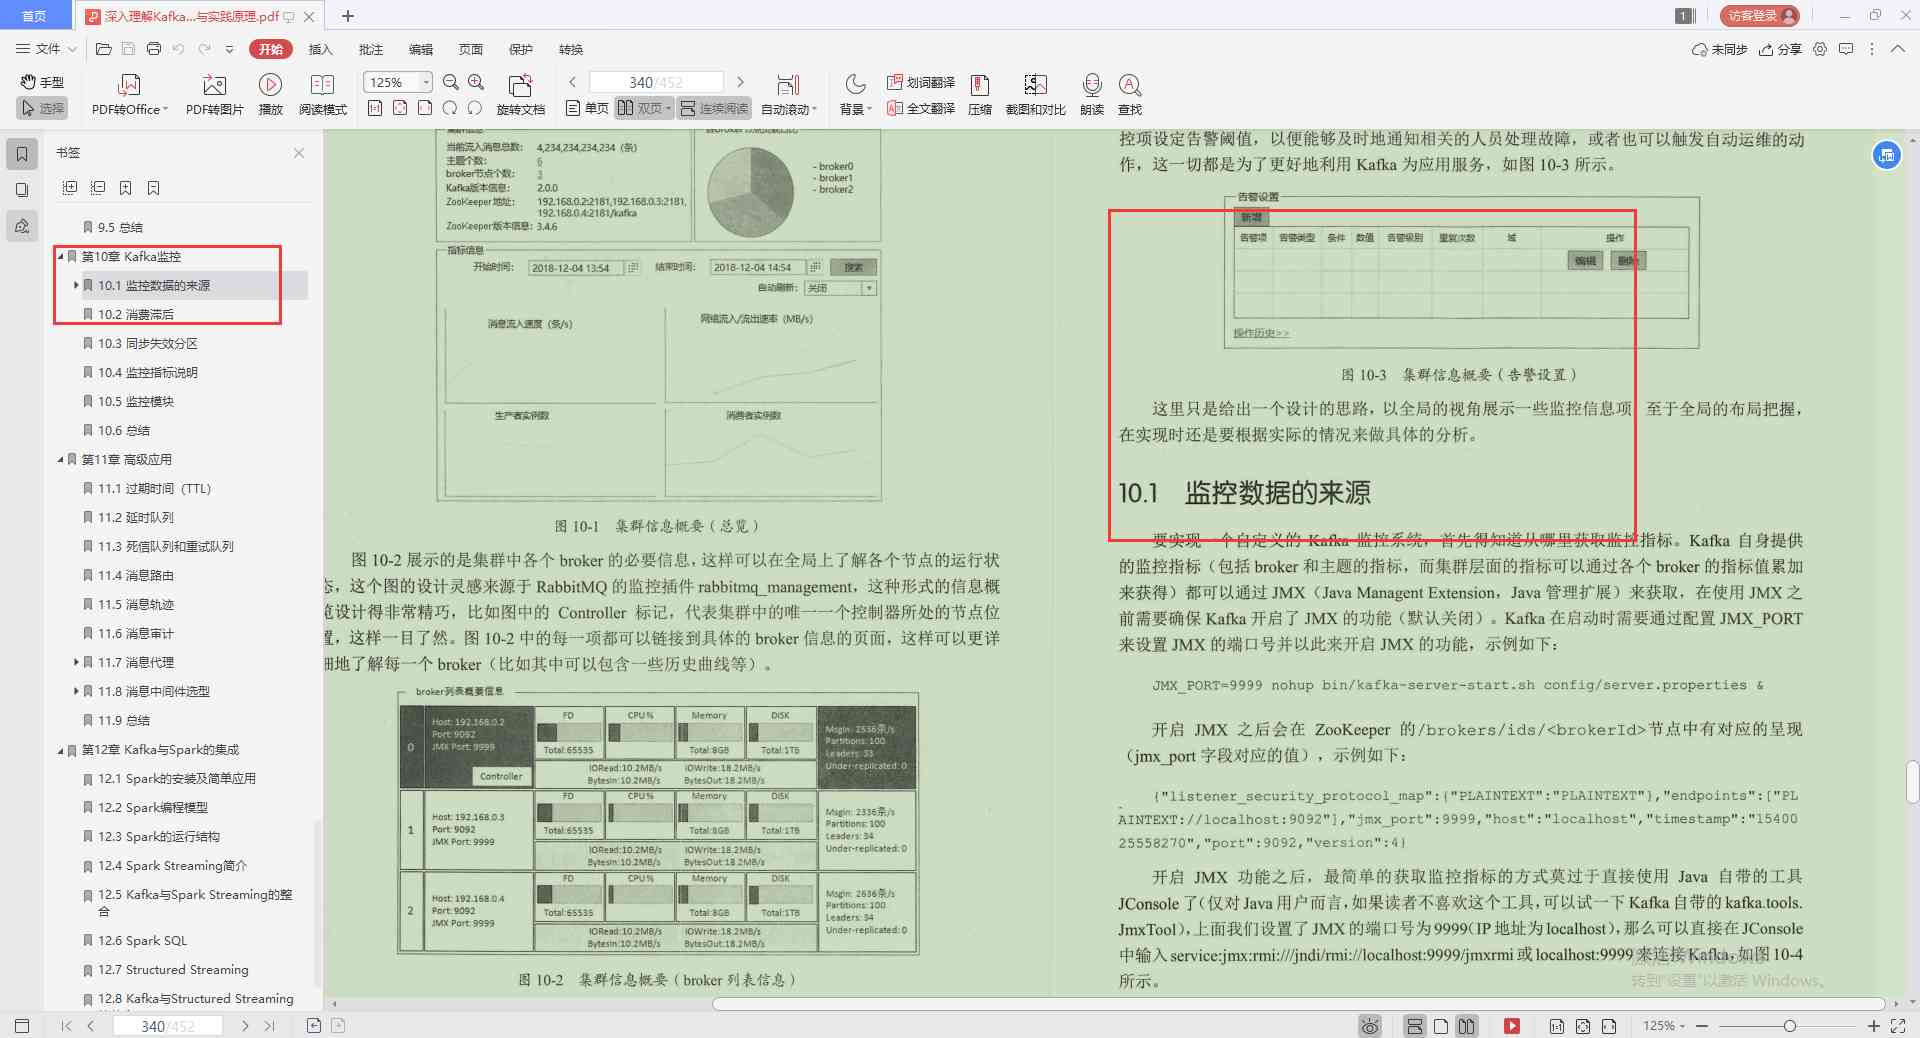 首页
深入理解Kafka...与实践原理.pdf
1
访客登录
文件
开始
插入
批注
编辑
页面
保护
转换
未同步
分享
手型
选择
PDF转Office
PDF转图片
播放
阅读模式
125%
旋转文档
340/452
单页
双页
连续阅读
自动滚动
背景
划词翻译
全文翻译
压缩
截图和对比
朗读
查找
书签
9.5 总结
第10章 Kafka监控
10.1 监控数据的来源
10.2 消费滞后
10.3 同步失效分区
10.4 监控指标说明
10.5 监控模块
10.6 总结
第11章 高级应用
11.1 过期时间（TTL）
11.2 延时队列
11.3 死信队列和重试队列
11.4 消息路由
11.5 消息轨迹
11.6 消息审计
11.7 消息代理
11.8 消息中间件选型
11.9 总结
第12章 Kafka与Spark的集成
12.1 Spark的安装及简单应用
12.2 Spark编程模型
12.3 Spark的运行结构
12.4 Spark Streaming简介
12.5 Kafka与Spark Streaming的整
合
12.6 Spark SQL
12.7 Structured Streaming
12.8 Kafka与Structured Streaming
当前流入消息总数： 4,234,234,234,234（条）
主题个数： 6
broker节点个数： 3
Kafka版本信息： 2.0.0
ZooKeeper 地址： 192.168.0.2:2181,192.168.0.3:2181,
192.168.0.4:2181/kafka
ZooKeeper版本信息：3.4.6
- broker0
- broker1
- broker2
指标信息
开始时间： 2018-12-04 13:54 结束时间： 2018-12-04 14:54 搜索
自动刷新： 关闭
消息流入速度（条/s） 网络流入/流出速率（MB/s）
生产者实例数 消费者实例数
图 10-1 集群信息概要（总览）
图 10-2 展示的是集群中各个 broker 的必要信息，这样可以在全局上了解各个节点的运行状
态，这个图的设计灵感来源于 RabbitMQ 的监控插件 rabbitmq_management，这种形式的信息概
览设计得非常精巧，比如图中的 Controller 标记，代表集群中的唯一一个控制器所处的节点位
置，这样一目了然。图 10-2 中的每一项都可以链接到具体的 broker 信息的页面，这样可以更详
细地了解每一个 broker（比如其中可以包含一些历史曲线等）。
broker列表概要信息
0
Host: 192.168.0.2
Port: 9092
JMX Port: 9999
Controller
FD CPU% Memory DISK
Total:65535 Total:8GB Total:1TB
IORead:10.2MB/s IOWrite:18.2MB/s
BytesIn:10.2MB/s BytesOut:18.2MB/s
MsgIn: 2536条/s
Partitions: 100
Leaders: 33
Under-replicated: 0
1
Host: 192.168.0.3
Port: 9092
JMX Port: 9999
FD CPU% Memory DISK
Total:65535 Total:8GB Total:1TB
IORead:10.2MB/s IOWrite:18.2MB/s
BytesIn:10.2MB/s BytesOut:18.2MB/s
MsgIn: 2336条/s
Partitions: 100
Leaders: 34
Under-replicated: 0
2
Host: 192.168.0.4
Port: 9092
JMX Port: 9999
FD CPU% Memory DISK
Total:65535 Total:8GB Total:1TB
IORead:10.2MB/s IOWrite:18.2MB/s
BytesIn:10.2MB/s BytesOut:18.2MB/s
MsgIn: 2636条/s
Partitions: 100
Leaders: 34
Under-replicated: 0
图 10-2 集群信息概要（broker 列表信息）
控项设定告警阈值，以便能够及时地通知相关的人员处理故障，或者也可以触发自动运维的动
作，这一切都是为了更好地利用 Kafka 为应用服务，如图 10-3 所示。
告警设置
新增
告警项 告警类型 条件 数值 告警级别 重复次数 域 操作
编辑 删除
操作历史>>
图 10-3 集群信息概要（告警设置）
这里只是给出一个设计的思路，以全局的视角展示一些监控信息项 至于全局的布局把握，
在实现时还是要根据实际的情况来做具体的分析。
10.1 监控数据的来源
要实现一个自定义的 Kafka 监控系统，首先得知道从哪里获取监控指标。Kafka 自身提供
的监控指标（包括 broker 和主题的指标，而集群层面的指标可以通过各个 broker 的指标值累加
来获得）都可以通过 JMX（Java Managent Extension，Java 管理扩展）来获取，在使用 JMX 之
前需要确保 Kafka 开启了 JMX 的功能（默认关闭）。Kafka 在启动时需要通过配置 JMX_PORT
来设置 JMX 的端口号并以此来开启 JMX 的功能，示例如下：
JMX_PORT=9999 nohup bin/kafka-server-start.sh config/server.properties &
开启 JMX 之后会在 ZooKeeper 的/brokers/ids/<brokerId>节点中有对应的呈现
（jmx_port 字段对应的值），示例如下：
{"listener_security_protocol_map":{"PLAINTEXT":"PLAINTEXT"},"endpoints":["PL
AINTEXT://localhost:9092"],"jmx_port":9999,"host":"localhost","timestamp":"15400
25558270","port":9092,"version":4}
开启 JMX 功能之后，最简单的获取监控指标的方式莫过于直接使用 Java 自带的工具
JConsole 了（仅对 Java 用户而言，如果读者不喜欢这个工具，可以试一下 Kafka 自带的 kafka.tools.
JmxTool），上面我们设置了 JMX 的端口号为 9999（IP 地址为 localhost），那么可以直接在 JConsole
中输入 service:jmx:rmi:///jndi/rmi://localhost:9999/jmxrmi 或 localhost:9999 来连接 Kafka，如图 10-4
所示。
激活 Windows
转到"设置"以激活 Windows。
340/452
125%